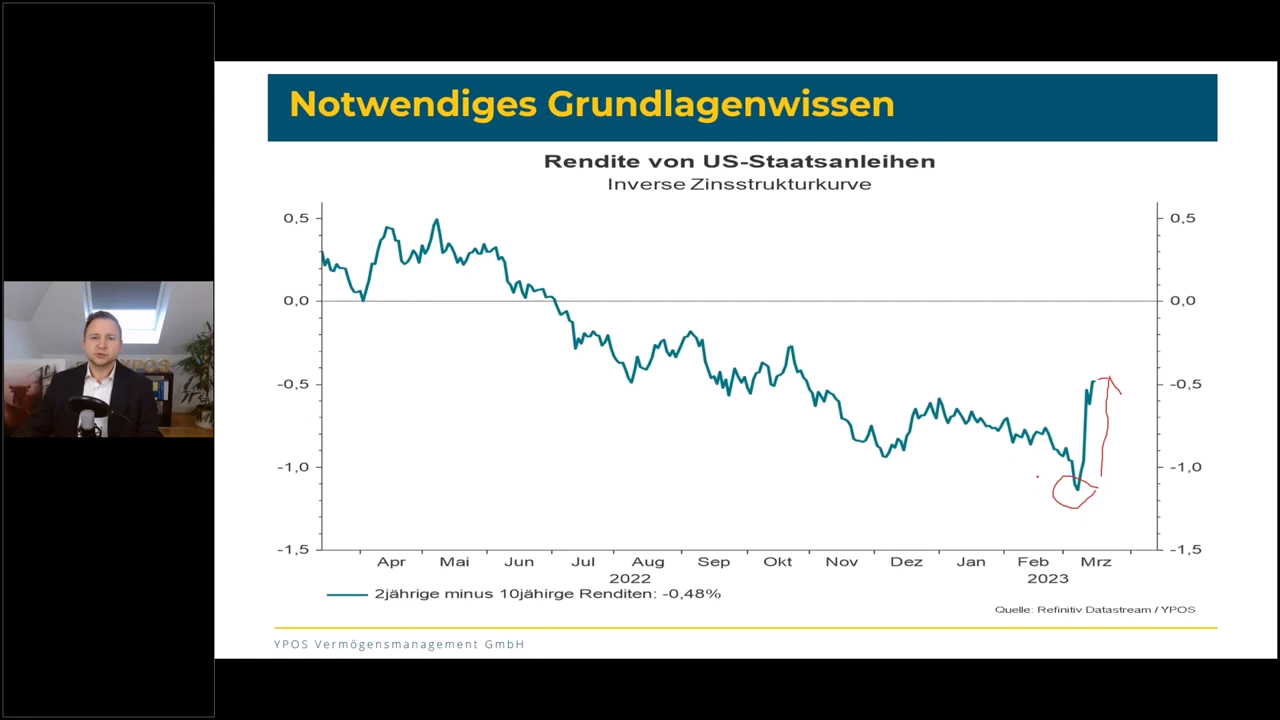 Notwendiges Grundlagenwissen
Rendite von US-Staatsanleihen
Inverse Zinsstrukturkurve
0,5 0,5
0,0 0,0
-0,5 -0,5
-1,0 -1,0
-1,5 -1,5
Apr Mai Jun Jul Aug Sep Okt Nov Dez Jan Feb Mrz
2022 2023
2jährige minus 10jähirge Renditen: -0,48%
Quelle: Refinitiv Datastream / YPOS
YPOS Vermögensmanagement GmbH
YPOS